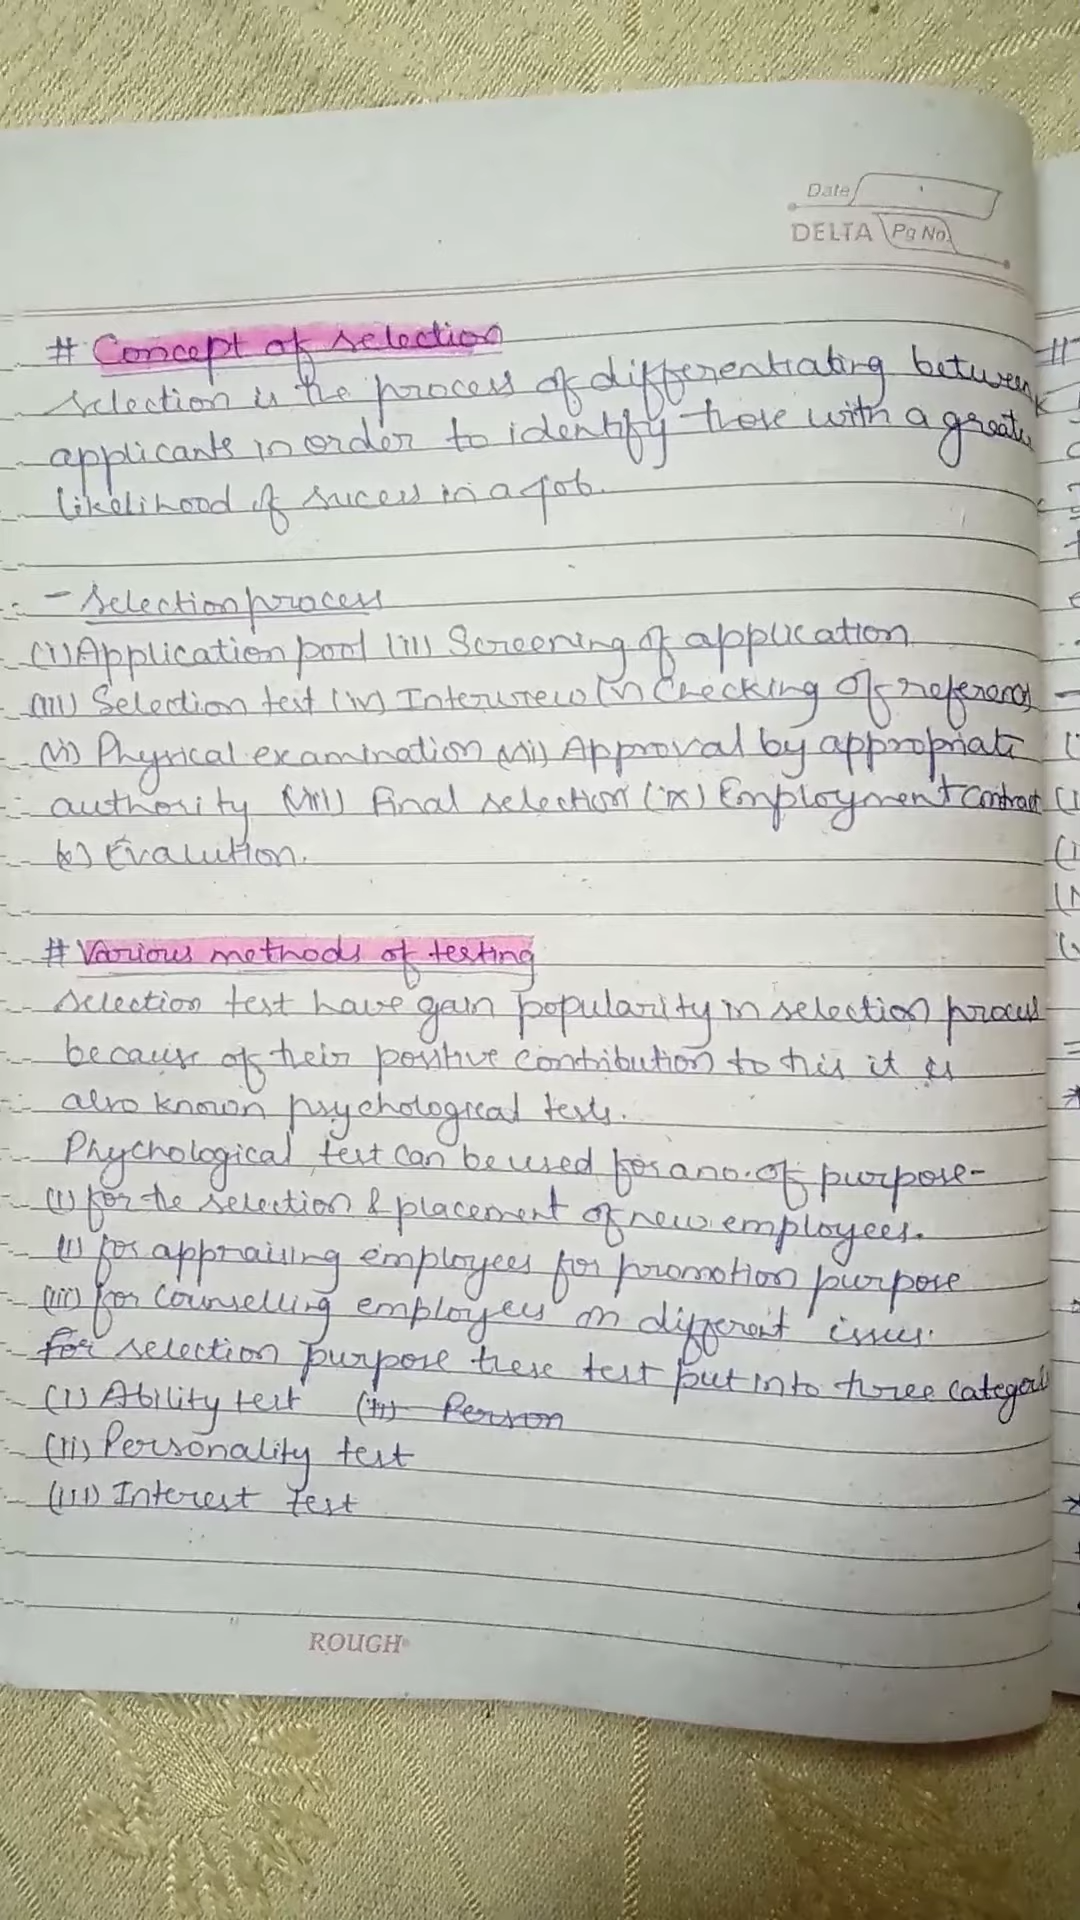 Date
DELTA Pg No.
# Concept of selection
selection is the process of differentiating between
applicants in order to identify those with a greater
likelihood of sucess in a job.
- Selection process
(i) Application pool (ii) Screening of application
(iii) Selection test (iv) Interview (v) Checking of references
(vi) Physical examination (vii) Approval by appropriate
authority (viii) final selection (ix) Employment contract
(x) Evalution.
# Various methods of testing
selection test have gain popularity in selection process
because of their positive contribution to this it is
also known psychological tests.
Phychological test can be used for a no. of purpose-
(i) for the selection & placement of new employees.
(ii) for appraising employees for promotion purpose
(iii) for counselling employees on different issues.
for selection purpose these test put into three categori
(i) Ability test (ii) Person
(ii) Personality test
(iii) Interest Test
ROUGH